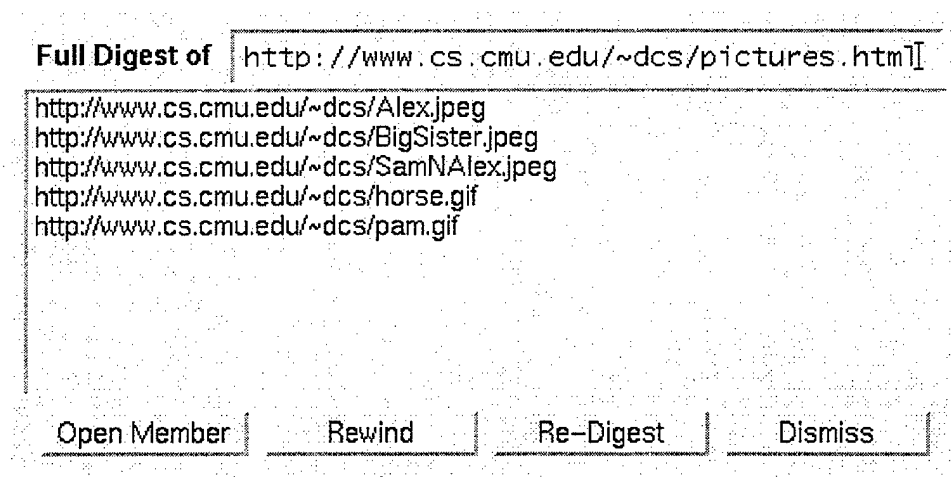 Full Digest of http://www.cs.cmu.edu/~dcs/pictures.html
http://www.cs.cmu.edu/~dcs/Alex.jpeg
http://www.cs.cmu.edu/~dcs/BigSister.jpeg
http://www.cs.cmu.edu/~dcs/SamNAlex.jpeg
http://www.cs.cmu.edu/~dcs/horse.gif
http://www.cs.cmu.edu/~dcs/pam.gif
Open Member Rewind Re-Digest Dismiss